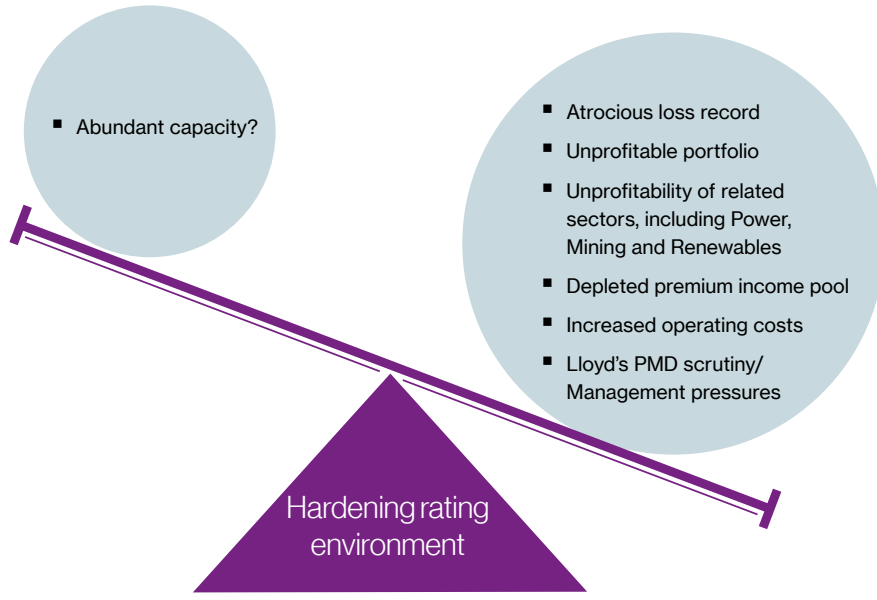 ▪ Abundant capacity?
▪ Atrocious loss record
▪ Unprofitable portfolio
▪ Unprofitability of related
sectors, including Power,
Mining and Renewables
▪ Depleted premium income pool
▪ Increased operating costs
▪ Lloyd’s PMD scrutiny/
Management pressures
Hardening rating
environment